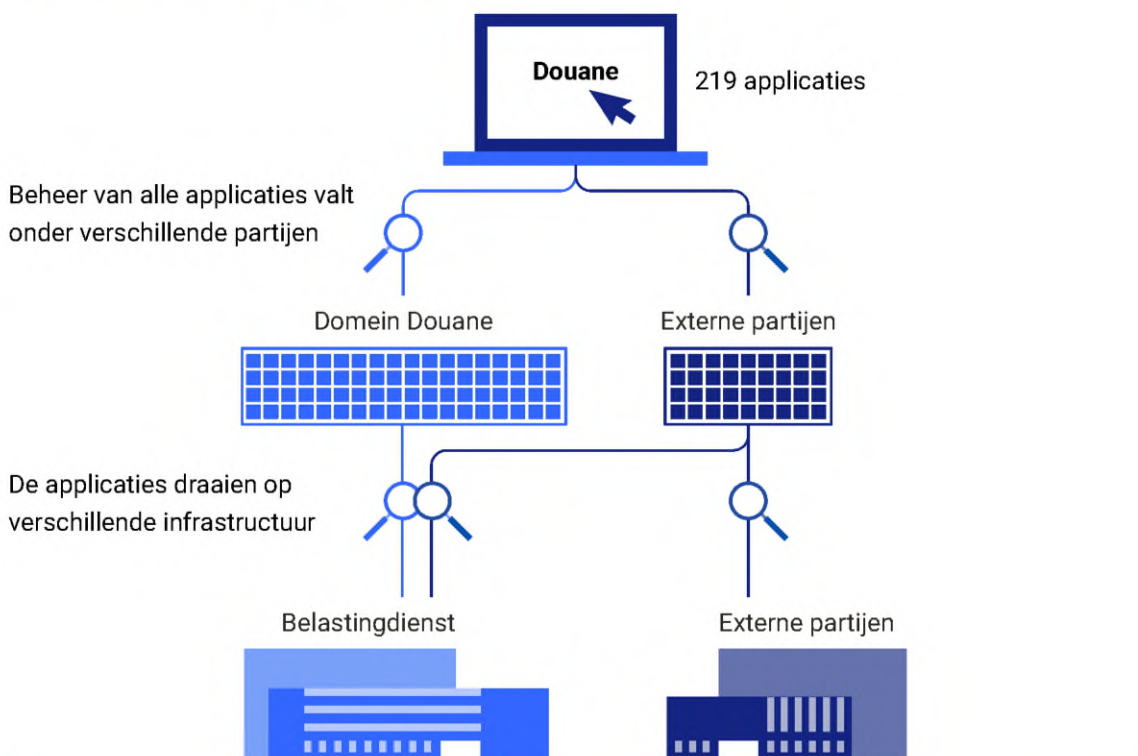 Douane
219 applicaties
Beheer van alle applicaties valt
onder verschillende partijen
Domein Douane
Externe partijen
De applicaties draaien op
verschillende infrastructuur
Belastingdienst
Externe partijen